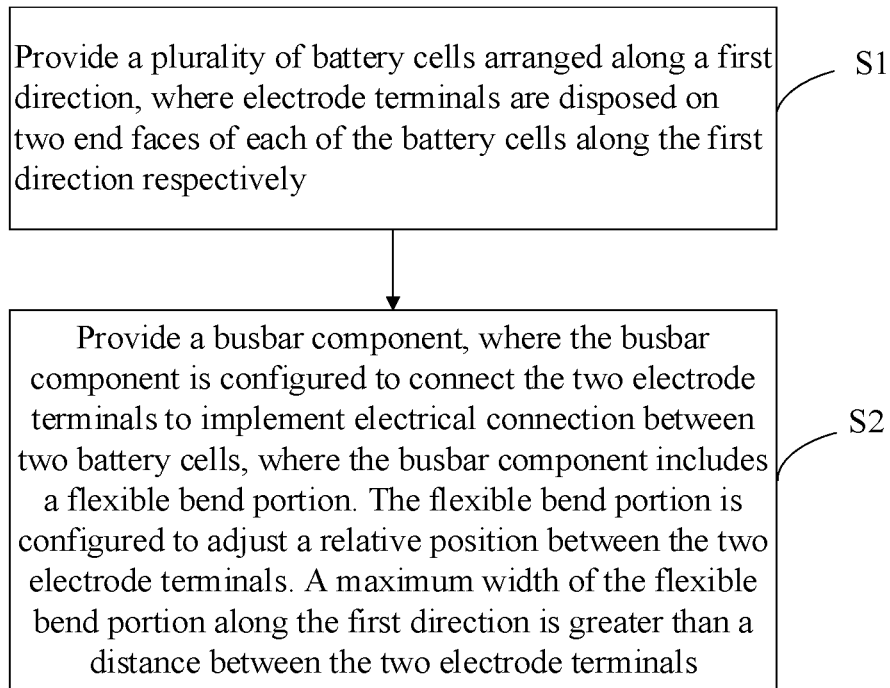 Provide a plurality of battery cells arranged along a first
direction, where electrode terminals are disposed on
two end faces of each of the battery cells along the first
direction respectively
S1
Provide a busbar component, where the busbar
component is configured to connect the two electrode
terminals to implement electrical connection between
two battery cells, where the busbar component includes
a flexible bend portion. The flexible bend portion is
configured to adjust a relative position between the two
electrode terminals. A maximum width of the flexible
bend portion along the first direction is greater than a
distance between the two electrode terminals
S2